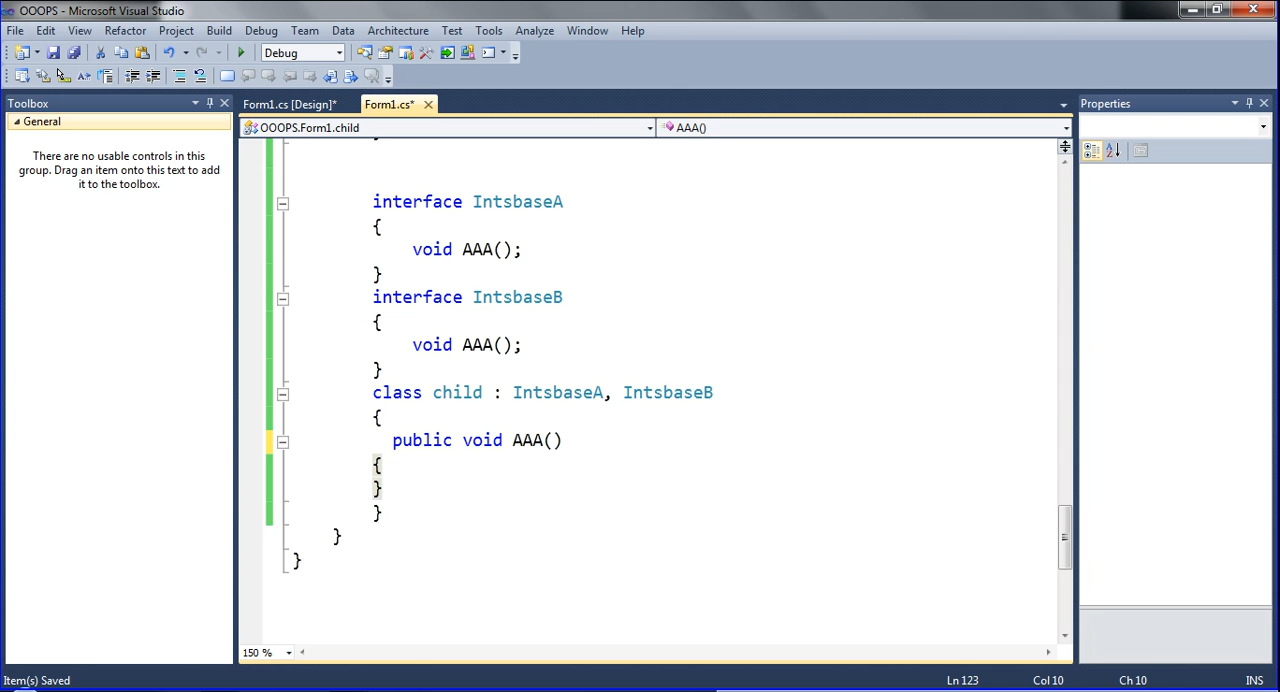 OOOPS - Microsoft Visual Studio
File Edit View Refactor Project Build Debug Team Data Architecture Test Tools Analyze Window Help
Debug
Toolbox
Form1.cs [Design]*
Form1.cs*
Properties
General
OOOPS.Form1.child
AAA()
There are no usable controls in this
group. Drag an item onto this text to add
it to the toolbox.
}
interface IntsbaseA
{
void AAA();
}
interface IntsbaseB
{
void AAA();
}
class child : IntsbaseA, IntsbaseB
{
public void AAA()
{
}
}
}
}
150 %
Item(s) Saved
Ln 123
Col 10
Ch 10
INS